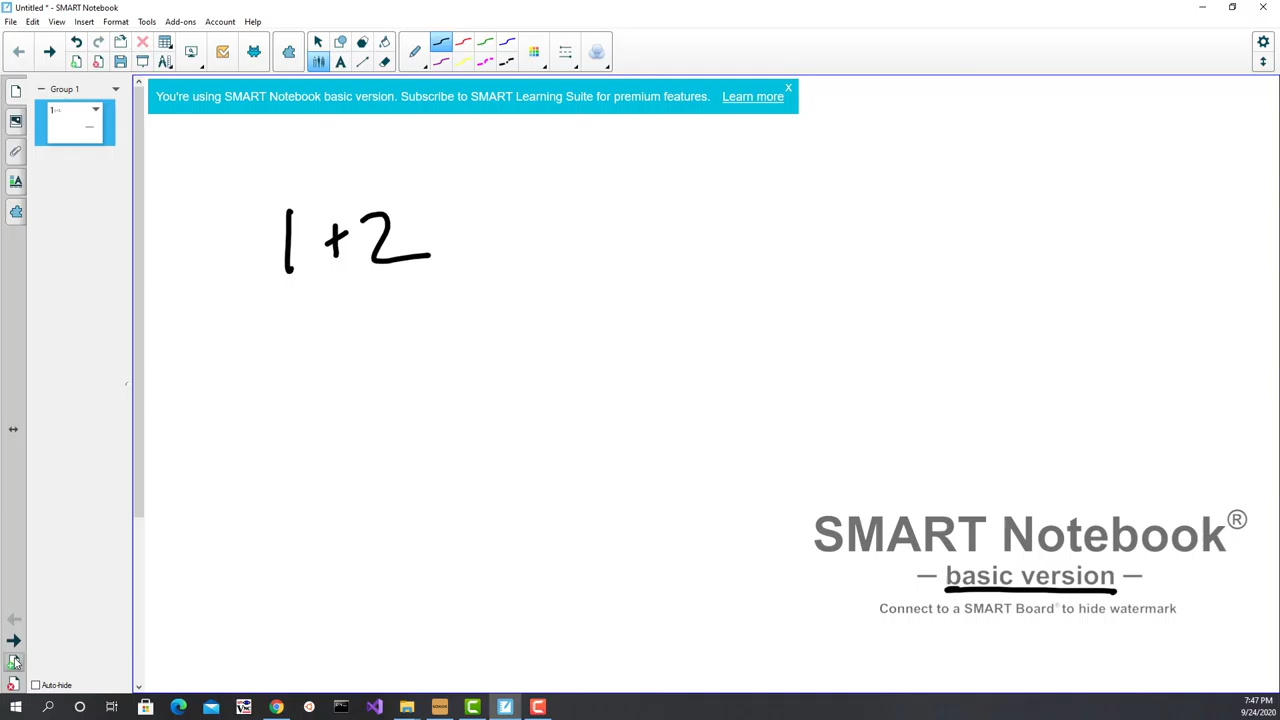 Untitled * - SMART Notebook
File Edit View Insert Format Tools Add-ons Account Help
Group 1
You're using SMART Notebook basic version. Subscribe to SMART Learning Suite for premium features. Learn more X
1 + 2
SMART Notebook®
— basic version —
Connect to a SMART Board® to hide watermark
Auto-hide
7:47 PM
9/24/2020